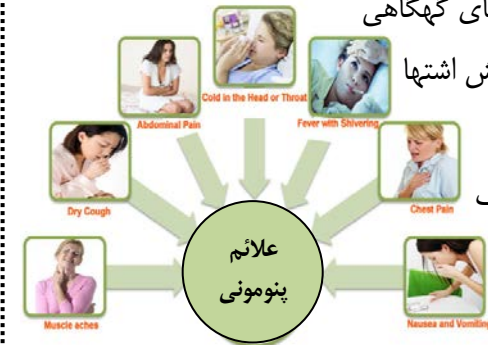 ای کهکاهی
ش اشتها
Cold in the Head or Throat
Abdominal Pain
Fever with Shivering
Dry Cough
Chest Pain
علائم
پنومونی
Muscle aches
Nausea and Vomiting